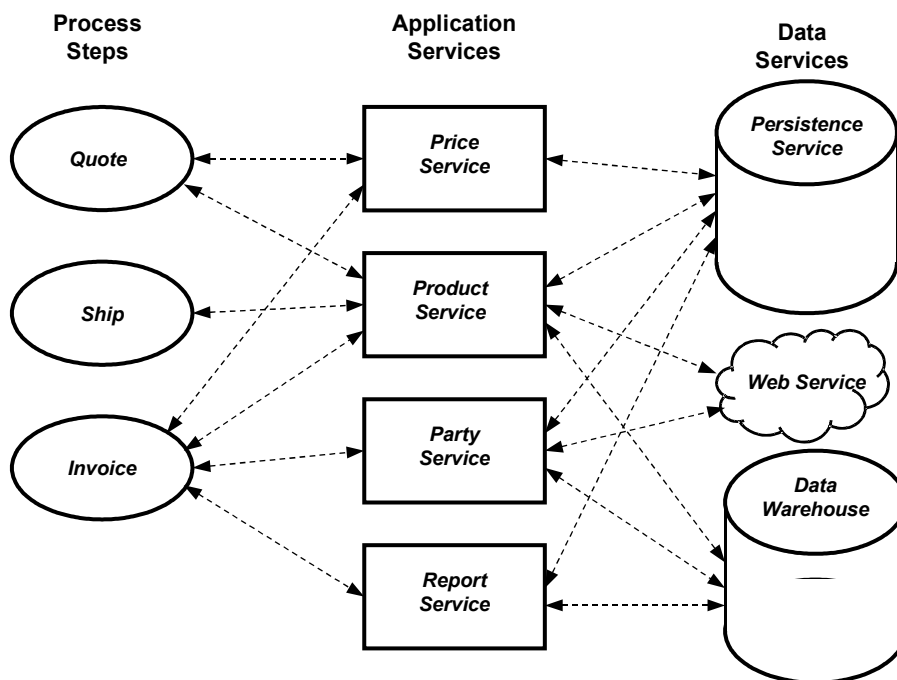 Process
Steps
Application
Services
Data
Services
Quote
Ship
Invoice
Price
Service
Product
Service
Party
Service
Report
Service
Persistence
Service
Web Service
Data
Warehouse